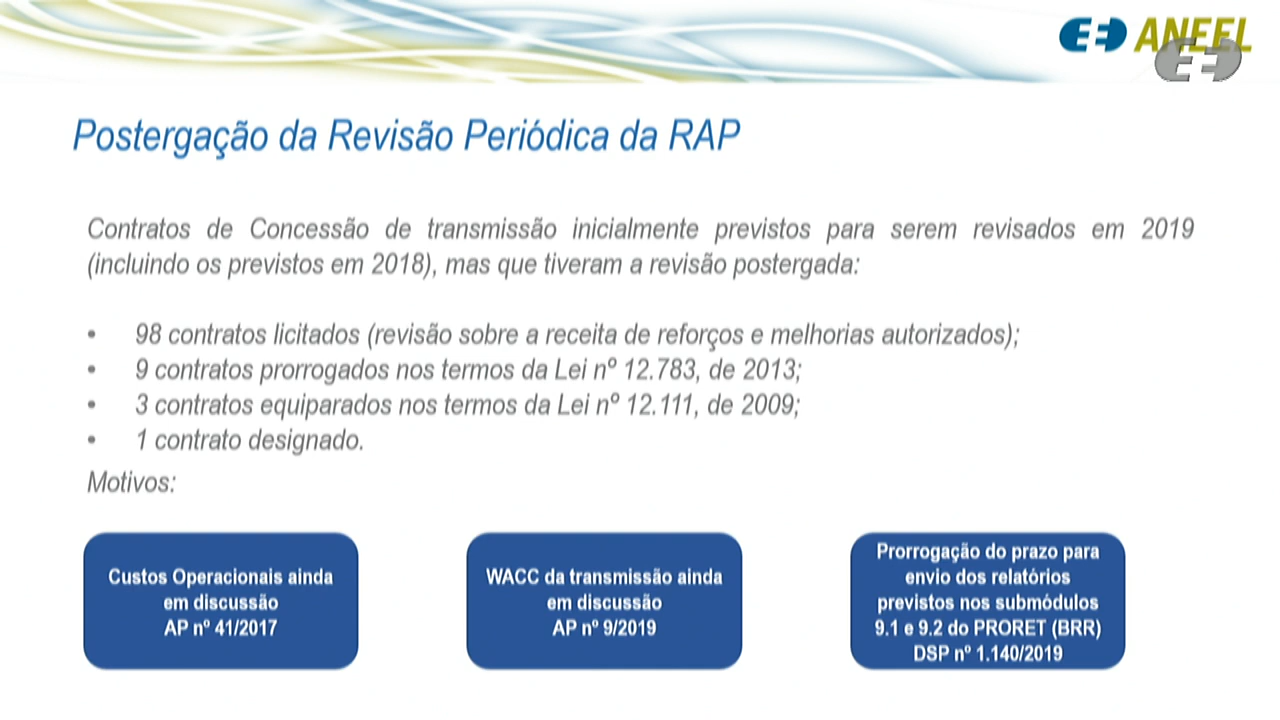 ANEEL
Postergação da Revisão Periódica da RAP
Contratos de Concessão de transmissão inicialmente previstos para serem revisados em 2019
(incluindo os previstos em 2018), mas que tiveram a revisão postergada:
• 98 contratos licitados (revisão sobre a receita de reforços e melhorias autorizados);
• 9 contratos prorrogados nos termos da Lei nº 12.783, de 2013;
• 3 contratos equiparados nos termos da Lei nº 12.111, de 2009;
• 1 contrato designado.
Motivos:
Custos Operacionais ainda
em discussão
AP nº 41/2017
WACC da transmissão ainda
em discussão
AP nº 9/2019
Prorrogação do prazo para
envio dos relatórios
previstos nos submódulos
9.1 e 9.2 do PRORET (BRR)
DSP nº 1.140/2019